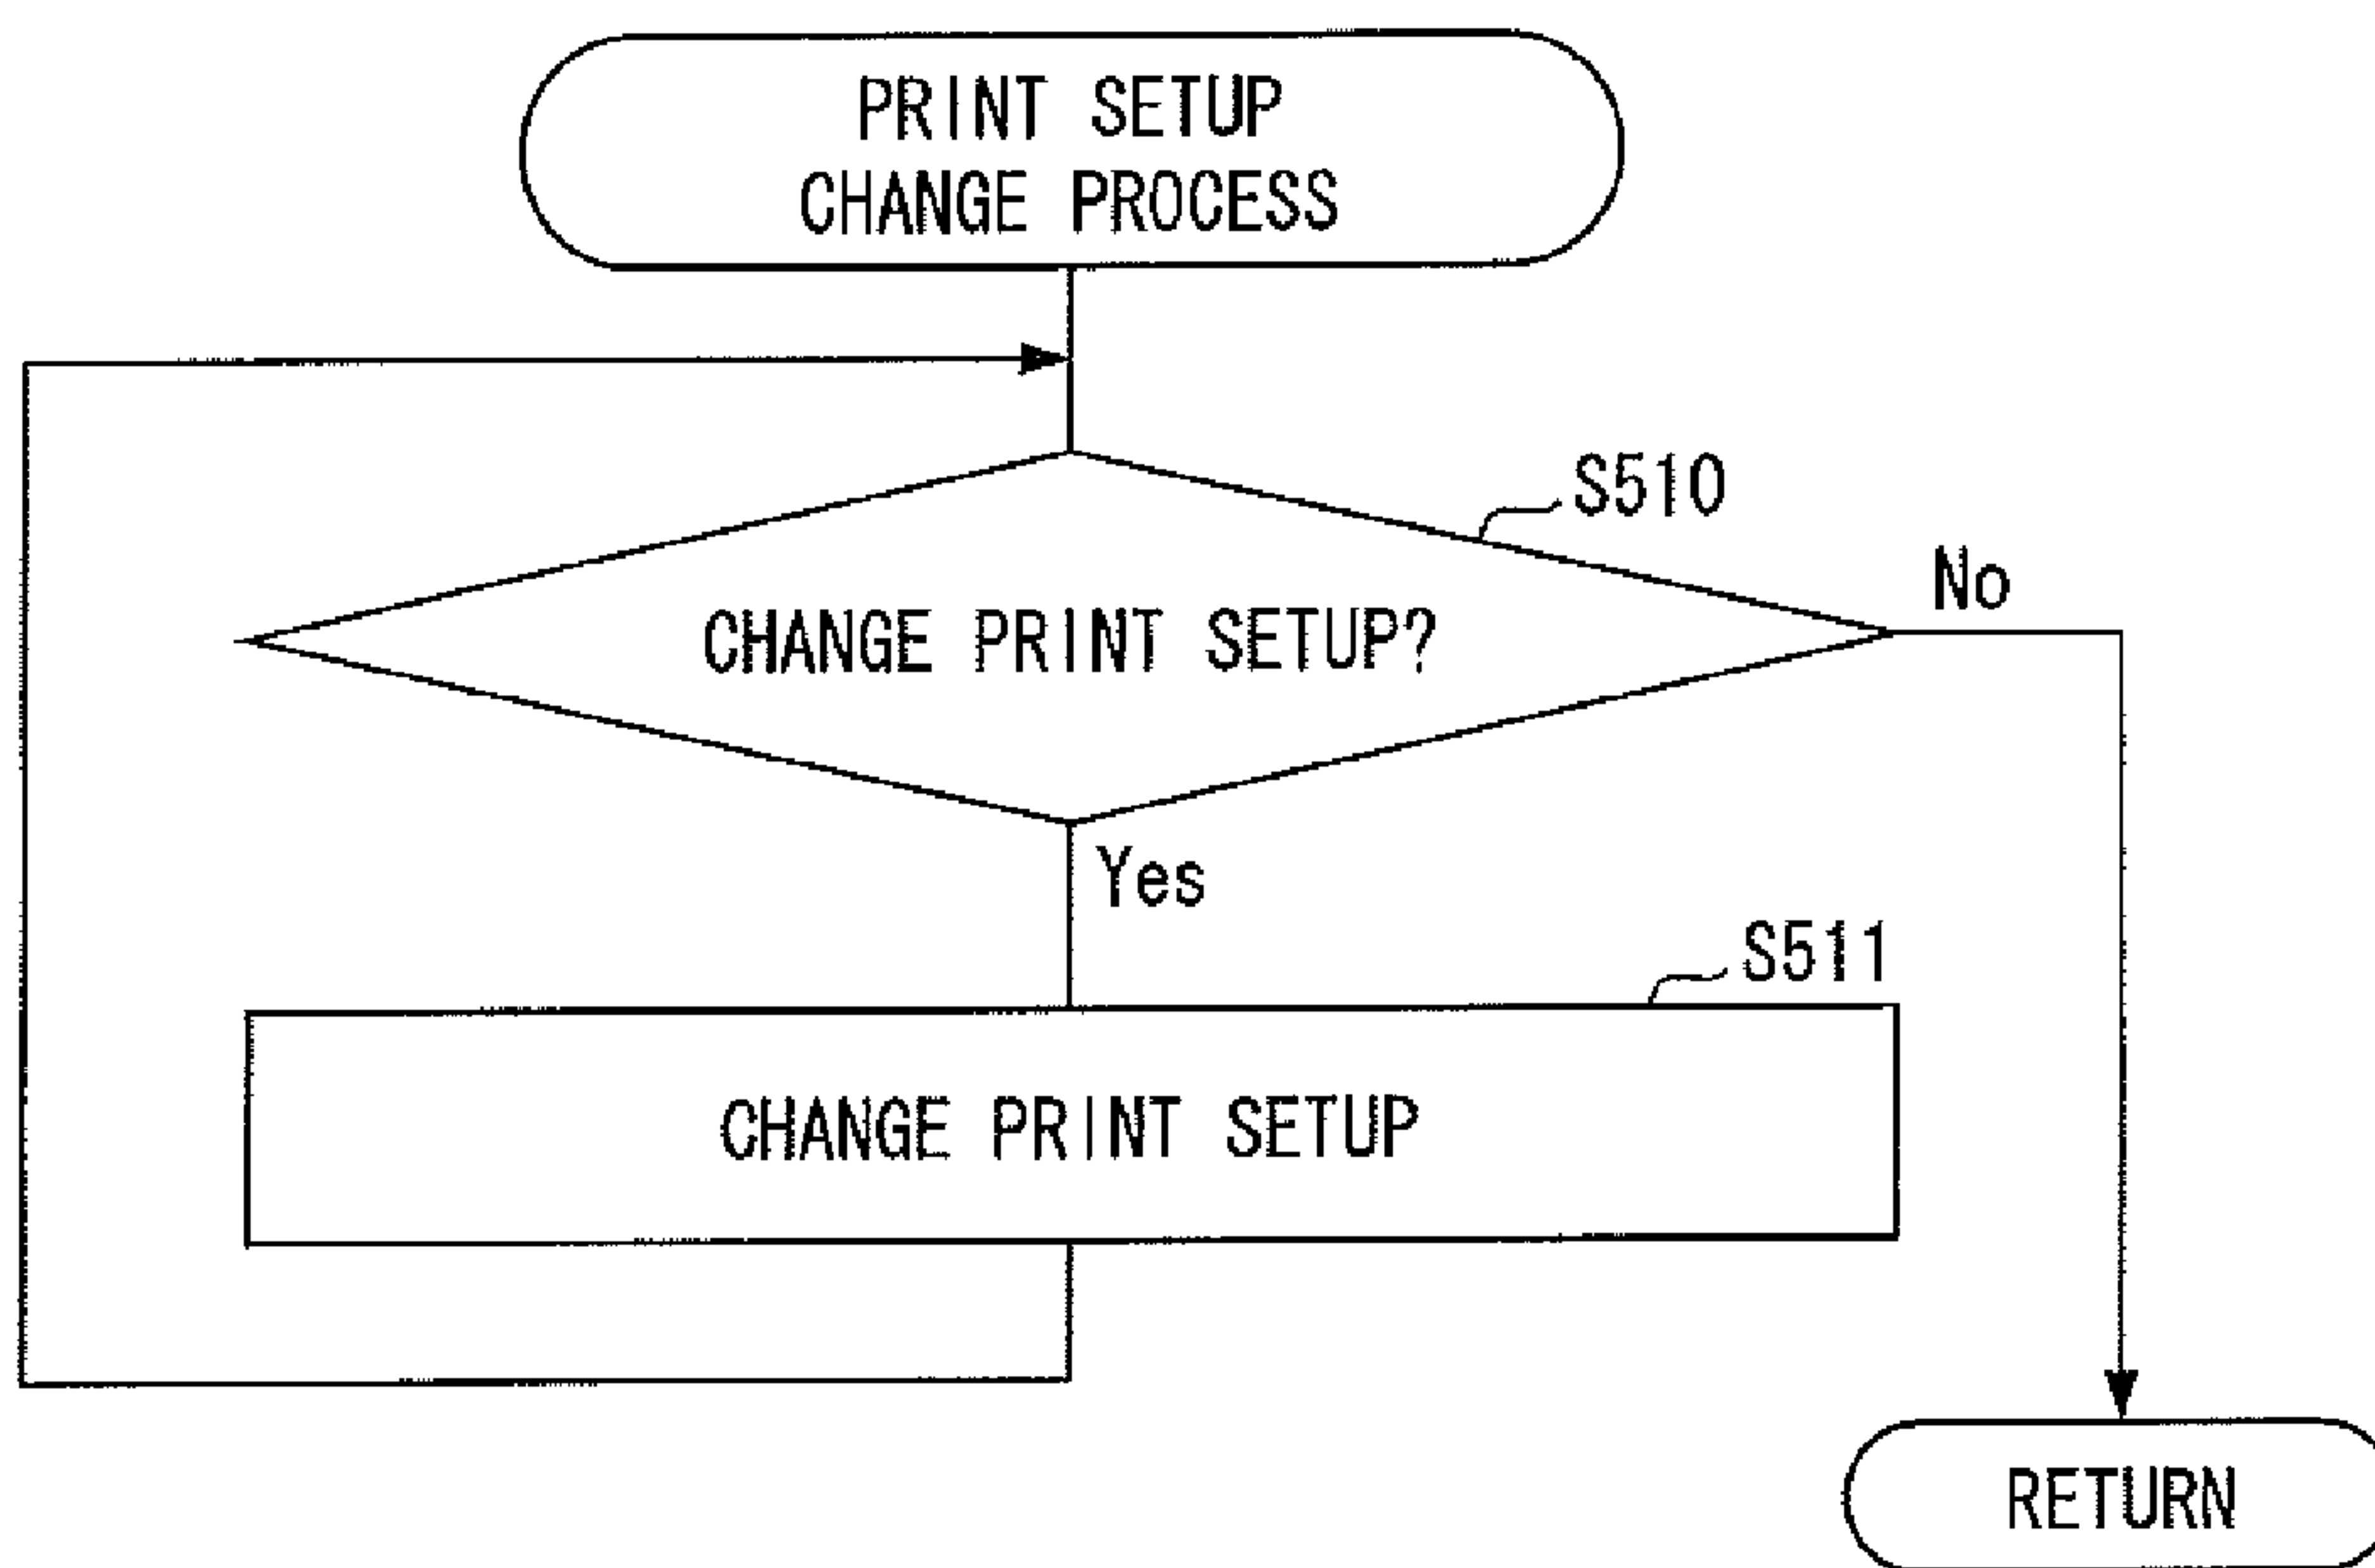 PRINT SETUP
CHANGE PROCESS
S510
No
CHANGE PRINT SETUP?
Yes
S511
CHANGE PRINT SETUP
RETURN